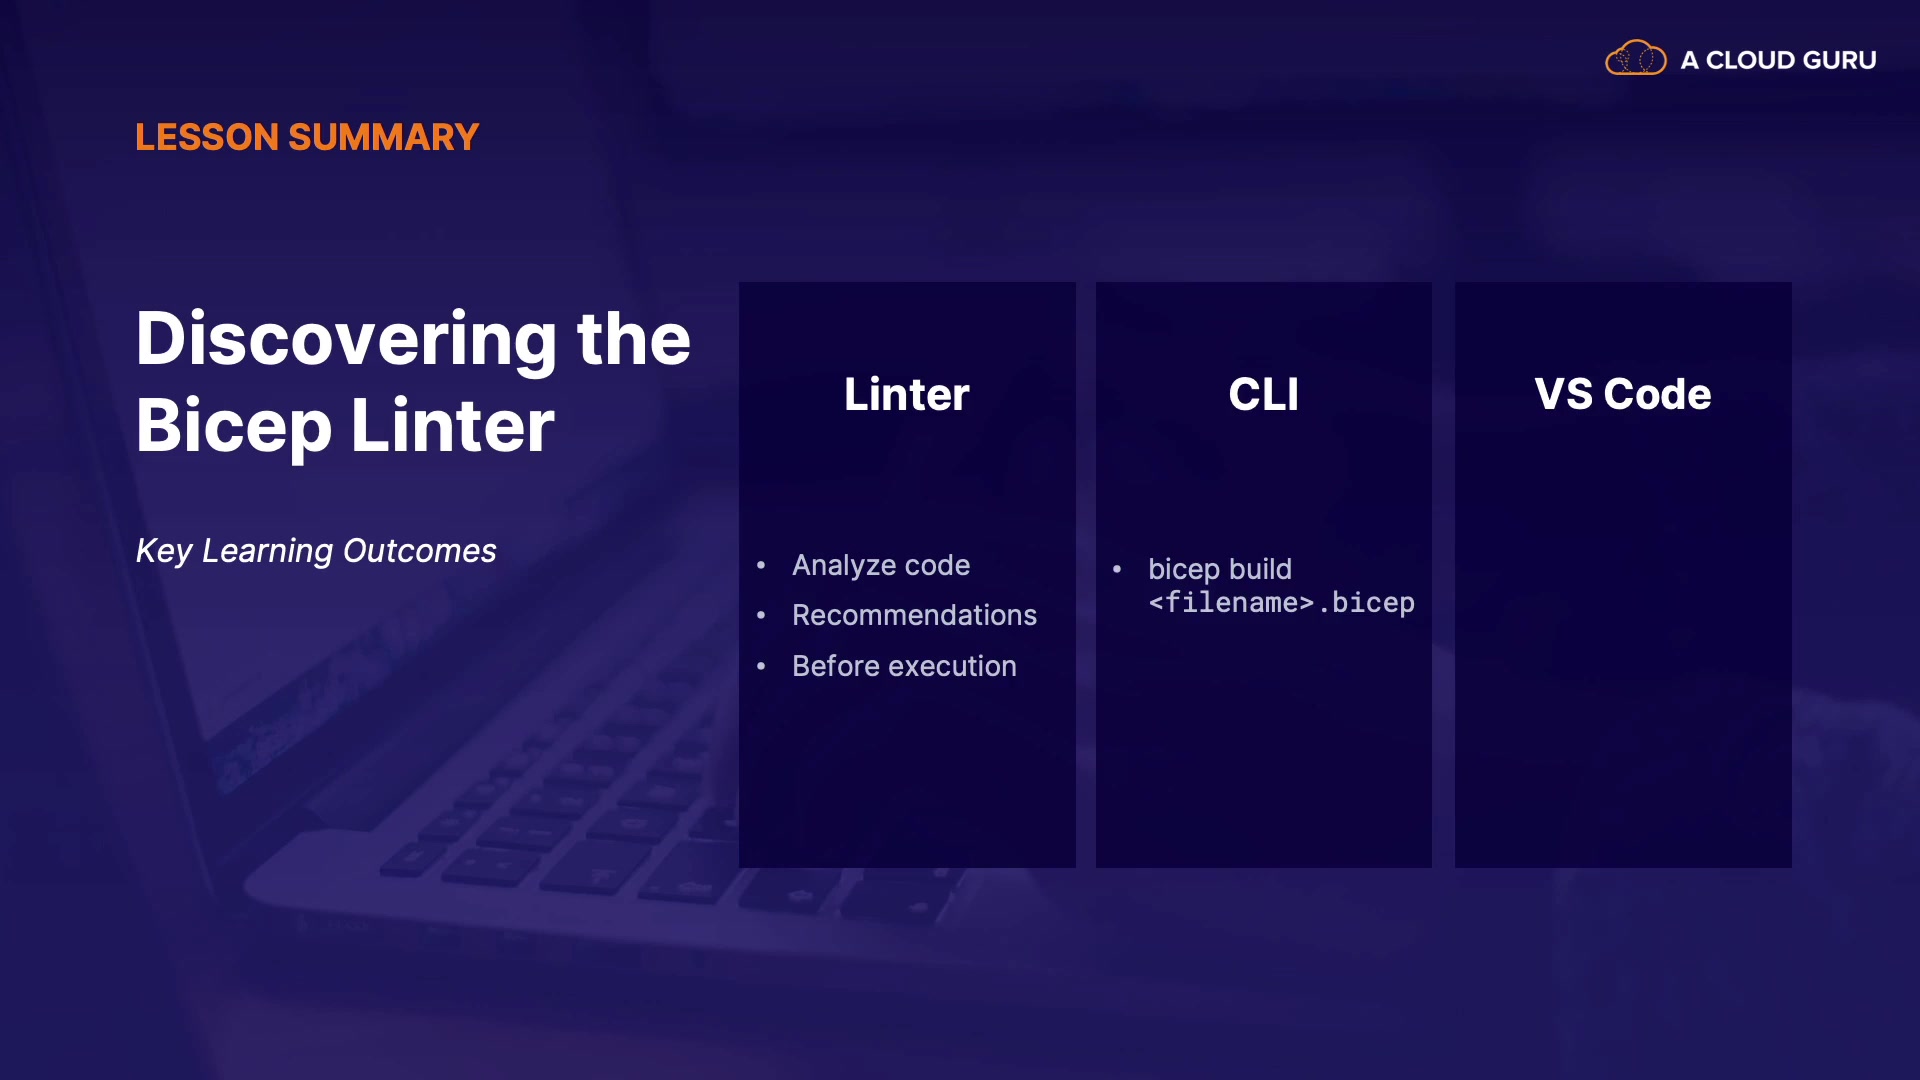 A CLOUD GURU
LESSON SUMMARY
Discovering the
Bicep Linter
Key Learning Outcomes
Linter
• Analyze code
• Recommendations
• Before execution
CLI
• bicep build
<filename>.bicep
VS Code